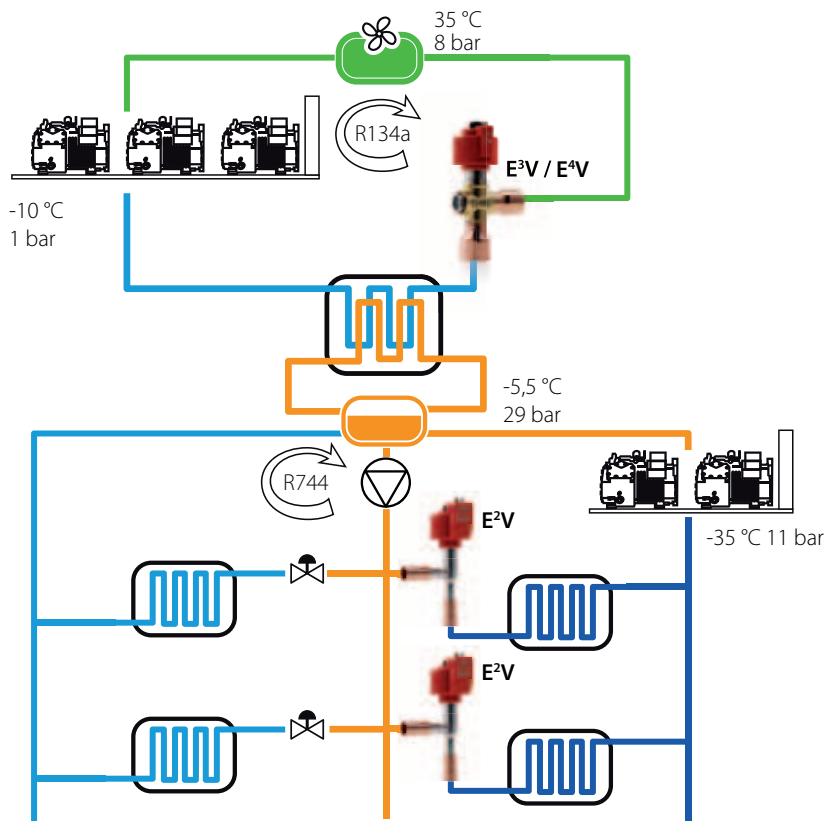 35 °C
8 bar
R134a
E³V / E⁴V
-10 °C
1 bar
-5,5 °C
29 bar
R744
E²V
-35 °C 11 bar
E²V